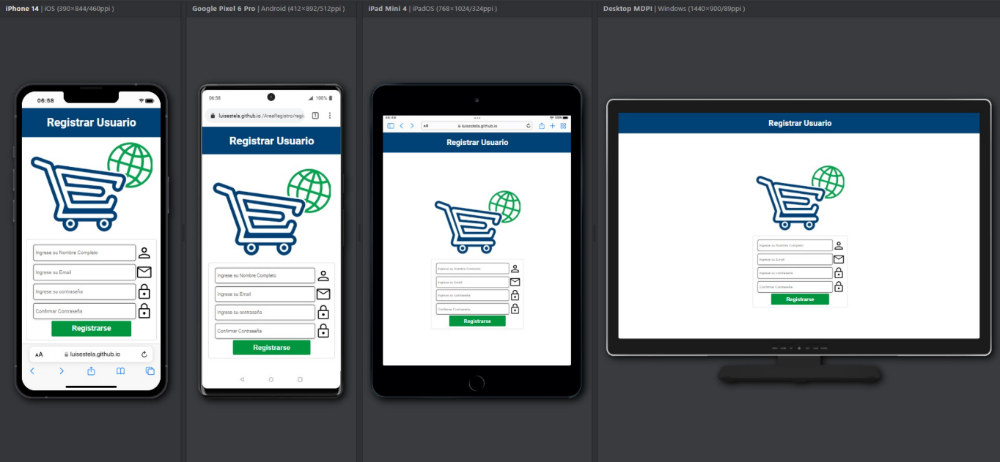 iPhone 14 | iOS (390×844/460ppi )
06:58
Registrar Usuario
Ingrese su Nombre Completo
Ingrese su Email
Ingrese su contraseña
Confirmar Contraseña
Registrarse
AA luisestela.github.io
Google Pixel 6 Pro | Android (412×892/512ppi )
06:58 100%
luisestela.github.io /AreaRegistro/regis
1
Registrar Usuario
Ingrese su Nombre Completo
Ingrese su Email
Ingrese su contraseña
Confirmar Contraseña
Registrarse
iPad Mini 4 | iPadOS (768×1024/324ppi )
06:58 100%
AA luisestela.github.io
Registrar Usuario
Ingrese su Nombre Completo
Ingrese su Email
Ingrese su contraseña
Confirmar Contraseña
Registrarse
Desktop MDPI | Windows (1440×900/89ppi )
Registrar Usuario
Ingrese su Nombre Completo
Ingrese su Email
Ingrese su contraseña
Confirmar Contraseña
Registrarse